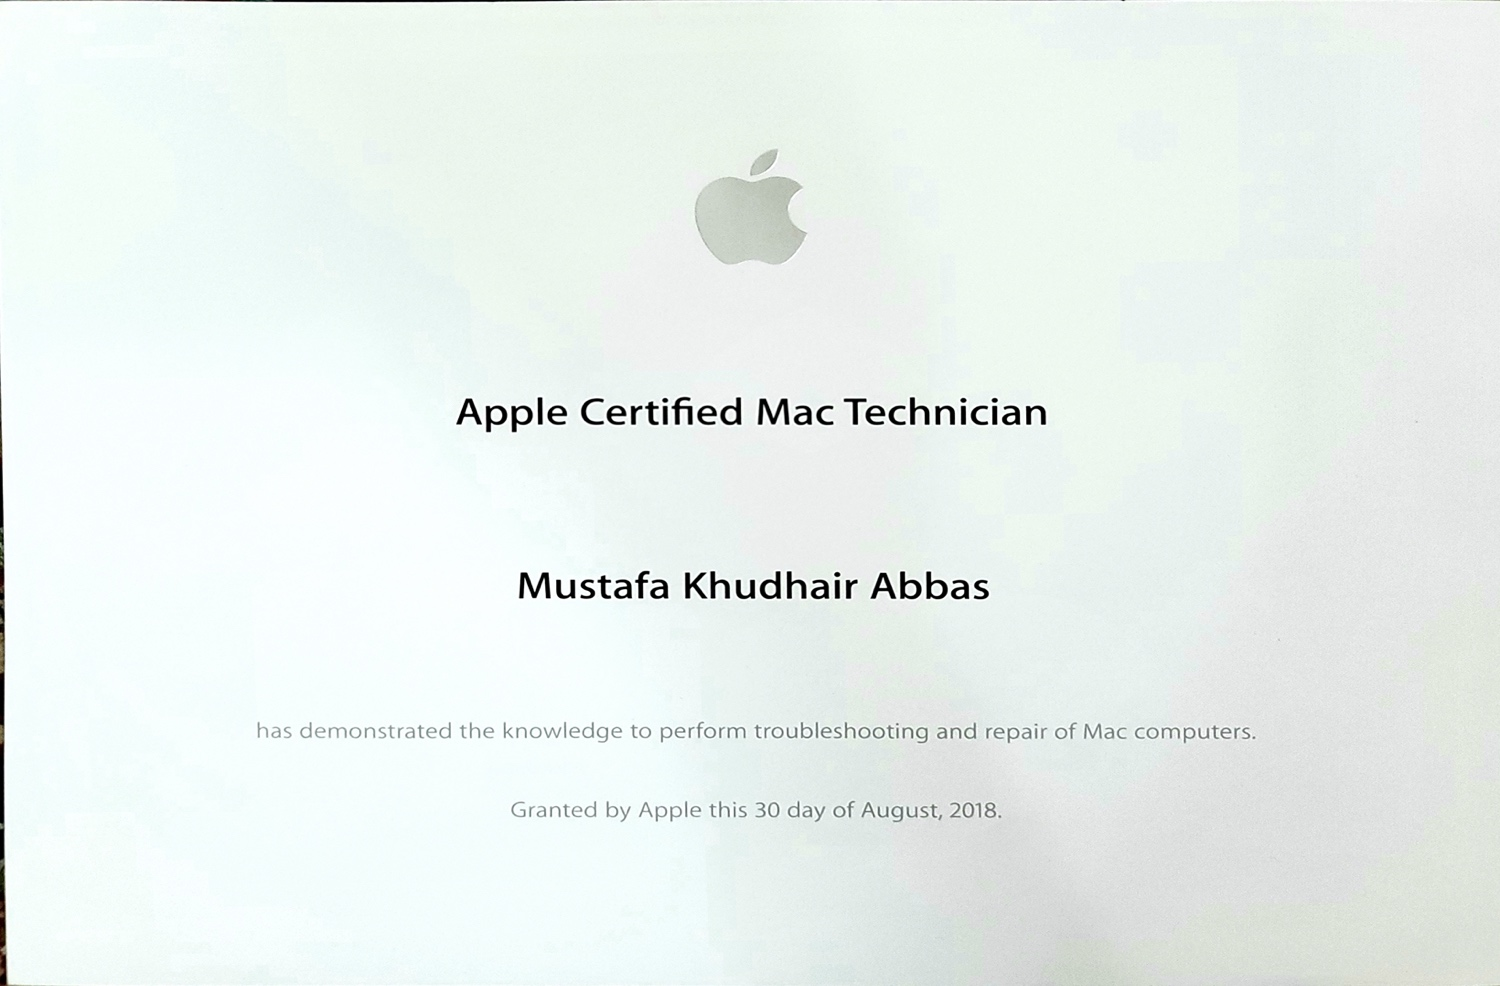 Apple Certified Mac Technician
Mustafa Khudhair Abbas
has demonstrated the knowledge to perform troubleshooting and repair of Mac computers.
Granted by Apple this 30 day of August, 2018.